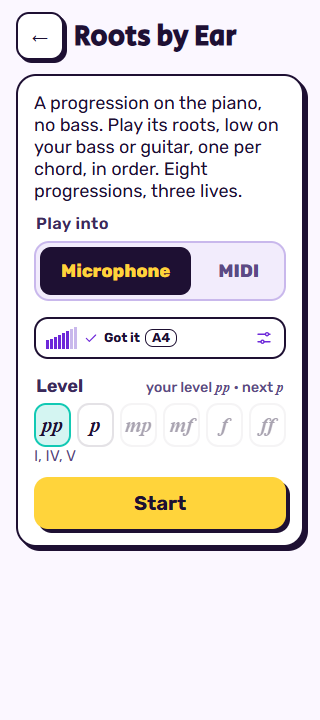 ← Roots by Ear
A progression on the piano,
no bass. Play its roots, low on
your bass or guitar, one per
chord, in order. Eight
progressions, three lives.
Play into
Microphone MIDI
✓ Got it A4
Level your level pp • next p
pp p mp mf f ff
I, IV, V
Start